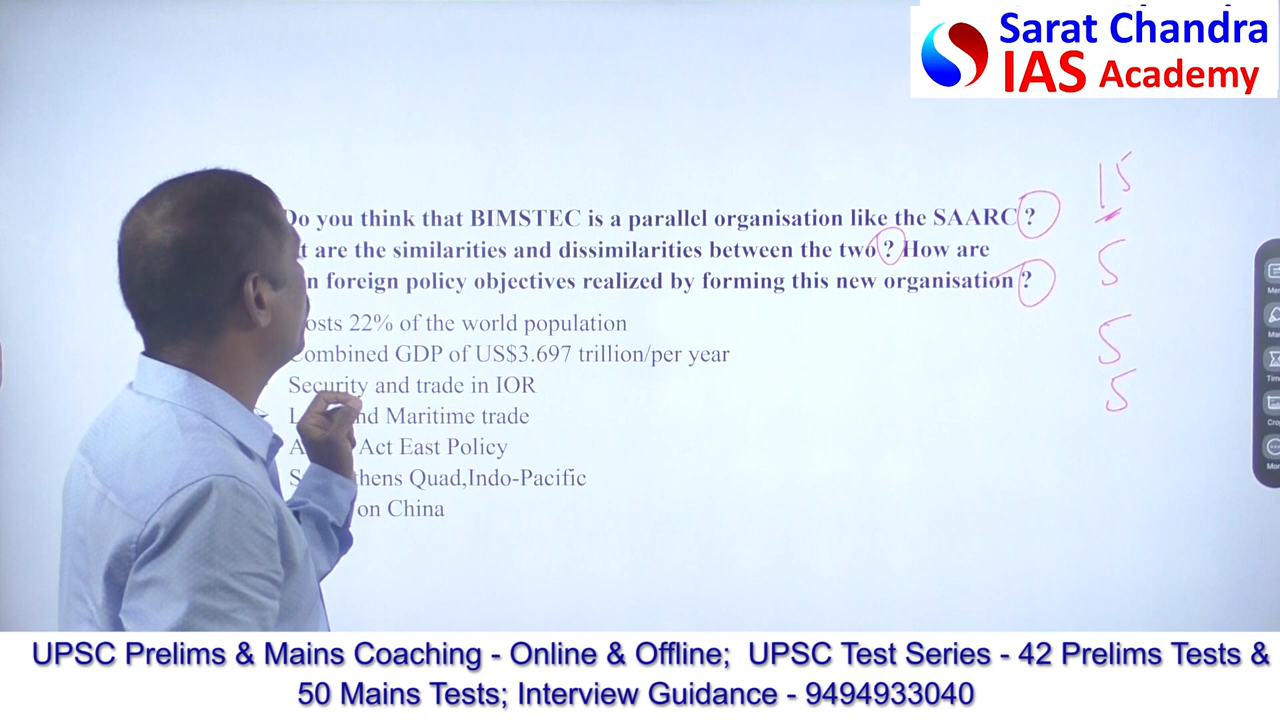 Sarat Chandra
IAS Academy
15
Do you think that BIMSTEC is a parallel organisation like the SAARC ?
are the similarities and dissimilarities between the two ? How are
foreign policy objectives realized by forming this new organisation ?
5
5
5
22% of the world population
Combined GDP of US$3.697 trillion/per year
Security and trade in IOR
Maritime trade
Act East Policy
Quad,Indo-Pacific
on China
UPSC Prelims & Mains Coaching - Online & Offline; UPSC Test Series - 42 Prelims Tests &
50 Mains Tests; Interview Guidance - 9494933040